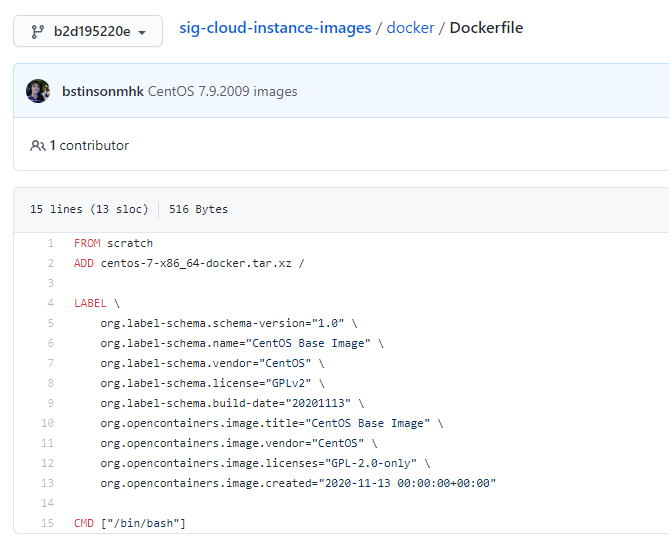 b2d195220e
sig-cloud-instance-images / docker / Dockerfile
bstinsonmhk CentOS 7.9.2009 images
1 contributor
15 lines (13 sloc) 516 Bytes
1 FROM scratch
2 ADD centos-7-x86_64-docker.tar.xz /
3
4 LABEL \
5     org.label-schema.schema-version="1.0" \
6     org.label-schema.name="CentOS Base Image" \
7     org.label-schema.vendor="CentOS" \
8     org.label-schema.license="GPLv2" \
9     org.label-schema.build-date="20201113" \
10     org.opencontainers.image.title="CentOS Base Image" \
11     org.opencontainers.image.vendor="CentOS" \
12     org.opencontainers.image.licenses="GPL-2.0-only" \
13     org.opencontainers.image.created="2020-11-13 00:00:00+00:00"
14
15 CMD ["/bin/bash"]